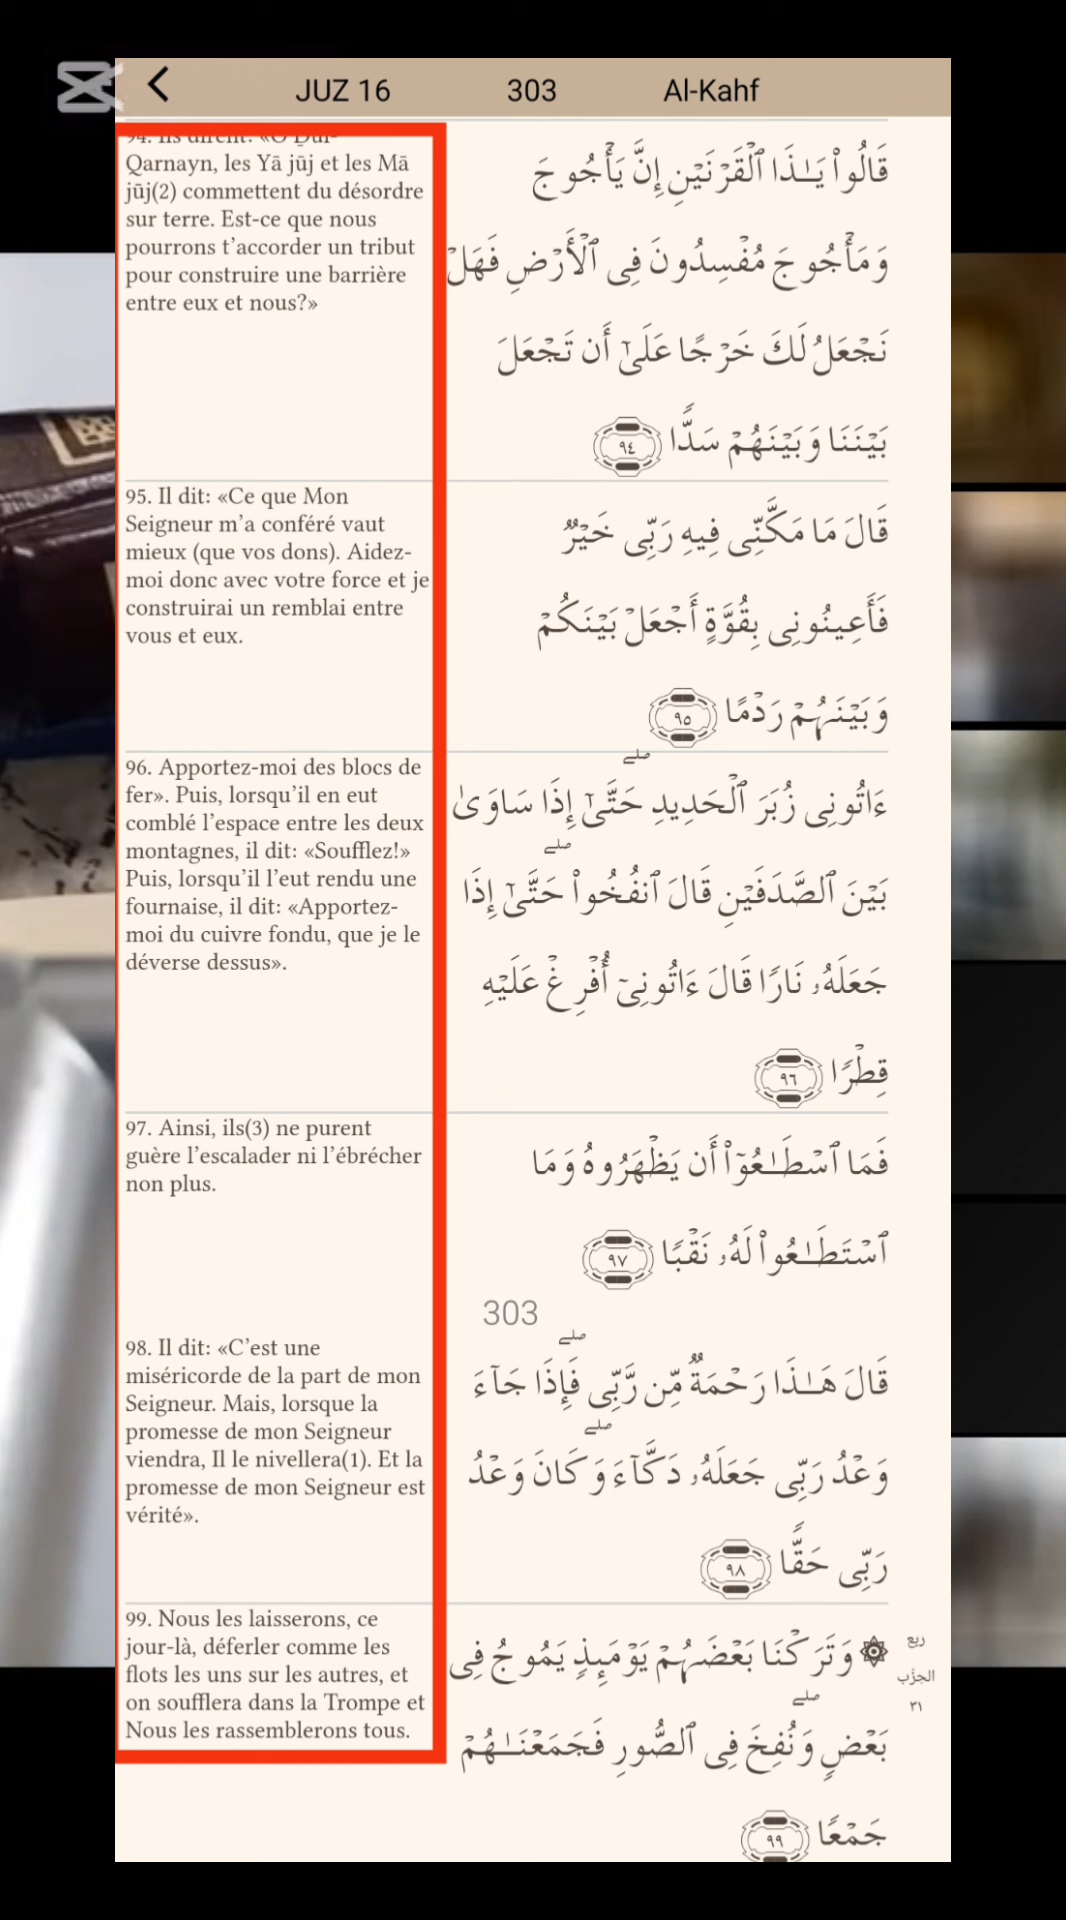 JUZ 16 303 Al-Kahf
94. Ils dirent: «Ô Ḏul-
Qarnayn, les Yā jūj et les Mā
jūj(2) commettent du désordre
sur terre. Est-ce que nous
pourrons t’accorder un tribut
pour construire une barrière
entre eux et nous?»
قَالُوا۟ يَـٰذَا ٱلْقَرْنَيْنِ إِنَّ يَأْجُوجَ
وَمَأْجُوجَ مُفْسِدُونَ فِى ٱلْأَرْضِ فَهَلْ
نَجْعَلُ لَكَ خَرْجًا عَلَىٰٓ أَن تَجْعَلَ
بَيْنَنَا وَبَيْنَهُمْ سَدًّا ٩٤
95. Il dit: «Ce que Mon
Seigneur m’a conféré vaut
mieux (que vos dons). Aidez-
moi donc avec votre force et je
construirai un remblai entre
vous et eux.
قَالَ مَا مَكَّنِّى فِيهِ رَبِّى خَيْرٌ
فَأَعِينُونِى بِقُوَّةٍ أَجْعَلْ بَيْنَكُمْ
وَبَيْنَهُمْ رَدْمًا ٩٥
96. Apportez-moi des blocs de
fer». Puis, lorsqu’il en eut
comblé l’espace entre les deux
montagnes, il dit: «Soufflez!»
Puis, lorsqu’il l’eut rendu une
fournaise, il dit: «Apportez-
moi du cuivre fondu, que je le
déverse dessus».
ءَاتُونِى زُبَرَ ٱلْحَدِيدِ ۖ حَتَّىٰٓ إِذَا سَاوَىٰ
بَيْنَ ٱلصَّدَفَيْنِ قَالَ ٱنفُخُوا۟ ۖ حَتَّىٰٓ إِذَا
جَعَلَهُۥ نَارًا قَالَ ءَاتُونِىٓ أُفْرِغْ عَلَيْهِ
قِطْرًا ٩٦
97. Ainsi, ils(3) ne purent
guère l’escalader ni l’ébrécher
non plus.
فَمَا ٱسْطَـٰعُوٓا۟ أَن يَظْهَرُوهُ وَمَا
ٱسْتَطَـٰعُوا۟ لَهُۥ نَقْبًا ٩٧
303
98. Il dit: «C’est une
miséricorde de la part de mon
Seigneur. Mais, lorsque la
promesse de mon Seigneur
viendra, Il le nivellera(1). Et la
promesse de mon Seigneur est
vérité».
قَالَ هَـٰذَا رَحْمَةٌ مِّن رَّبِّى ۖ فَإِذَا جَآءَ
وَعْدُ رَبِّى جَعَلَهُۥ دَكَّآءَ ۖ وَكَانَ وَعْدُ
رَبِّى حَقًّا ٩٨
99. Nous les laisserons, ce
jour-là, déferler comme les
flots les uns sur les autres, et
on soufflera dans la Trompe et
Nous les rassemblerons tous.
۞ وَتَرَكْنَا بَعْضَهُمْ يَوْمَئِذٍ يَمُوجُ فِى
بَعْضٍ ۖ وَنُفِخَ فِى ٱلصُّورِ فَجَمَعْنَـٰهُمْ
جَمْعًا ٩٩
ربع
الحِزْب
٣١